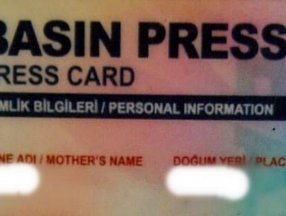 BASIN PRESS
RESS CARD
MLİK BİLGİLERİ / PERSONAL INFORMATION
NE ADI / MOTHER'S NAME DOĞUM YERİ / PLAC